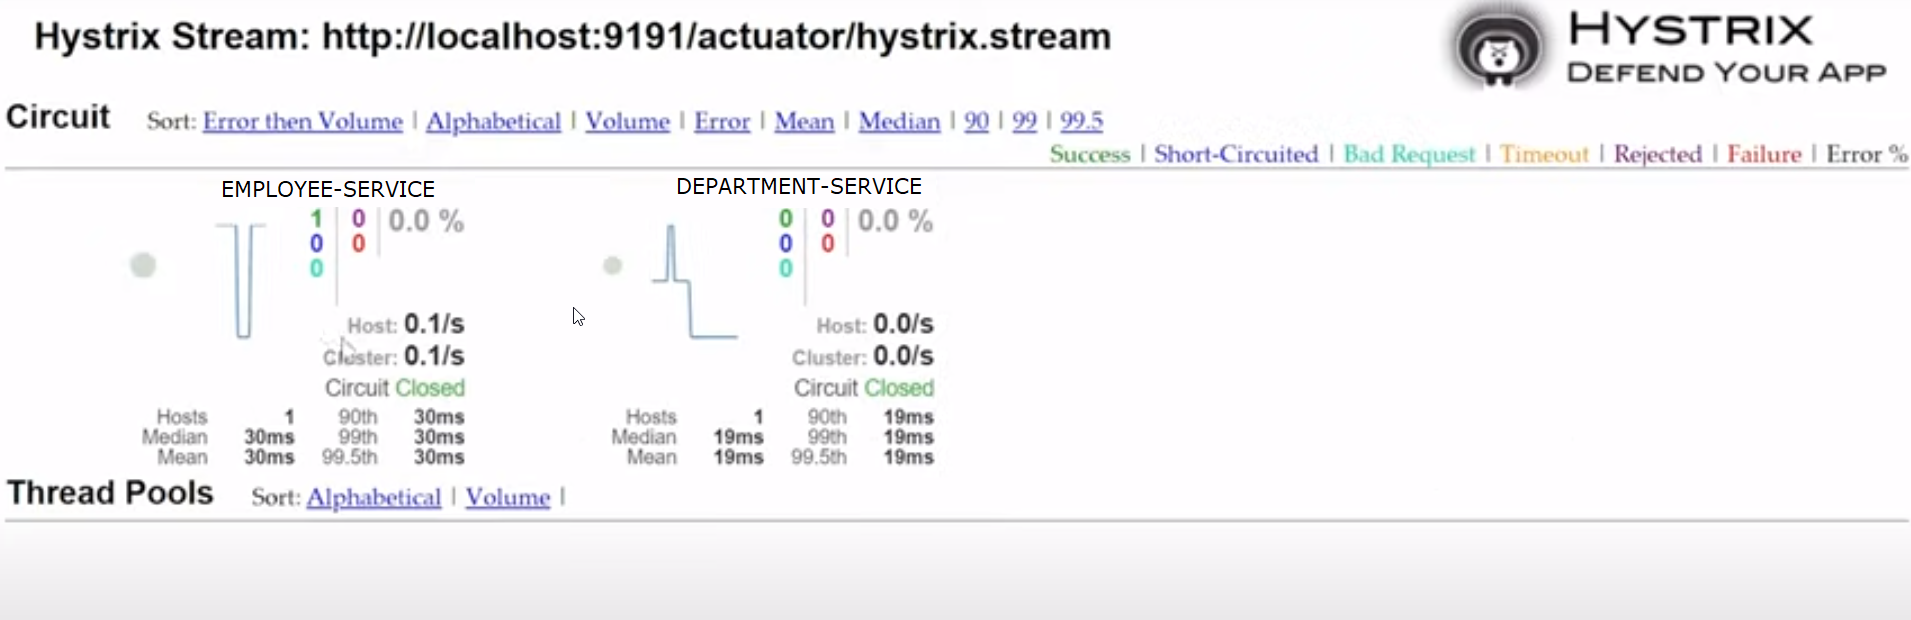 Hystrix Stream: http://localhost:9191/actuator/hystrix.stream
HYSTRIX
DEFEND YOUR APP
Circuit Sort: Error then Volume | Alphabetical | Volume | Error | Mean | Median | 90 | 99 | 99.5
Success | Short-Circuited | Bad Request | Timeout | Rejected | Failure | Error %
EMPLOYEE-SERVICE
1 0 0.0 %
0 0
0
Host: 0.1/s
Cluster: 0.1/s
Circuit Closed
Hosts 1 90th 30ms
Median 30ms 99th 30ms
Mean 30ms 99.5th 30ms
DEPARTMENT-SERVICE
0 0 0.0 %
0 0
0
Host: 0.0/s
Cluster: 0.0/s
Circuit Closed
Hosts 1 90th 19ms
Median 19ms 99th 19ms
Mean 19ms 99.5th 19ms
Thread Pools Sort: Alphabetical | Volume |